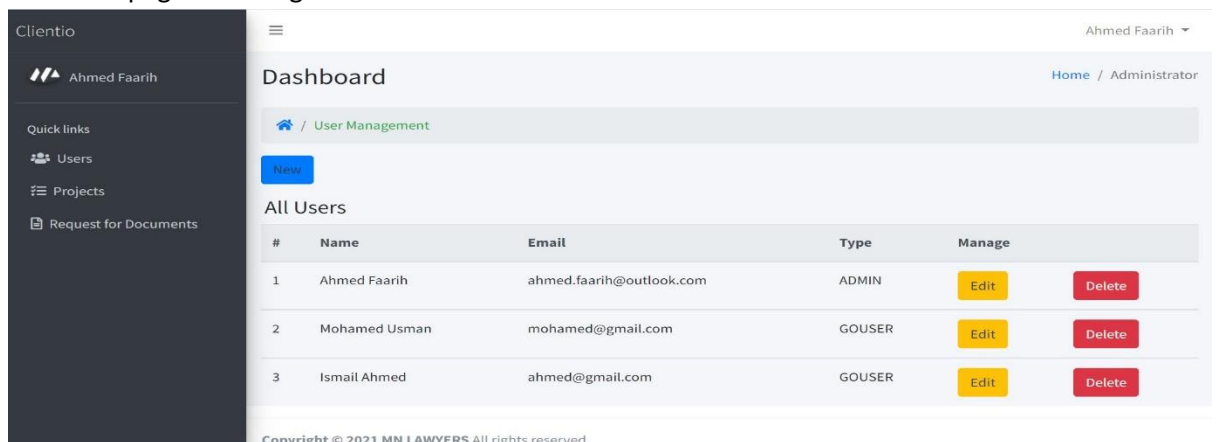 Clientio
Ahmed Faarih
Ahmed Faarih
Dashboard
Home / Administrator
Quick links
Users
Projects
Request for Documents
/ User Management
New
All Users
# Name Email Type Manage
1 Ahmed Faarih ahmed.faarih@outlook.com ADMIN Edit Delete
2 Mohamed Usman mohamed@gmail.com GOUSER Edit Delete
3 Ismail Ahmed ahmed@gmail.com GOUSER Edit Delete
Copyright © 2021 MN LAWYERS All rights reserved